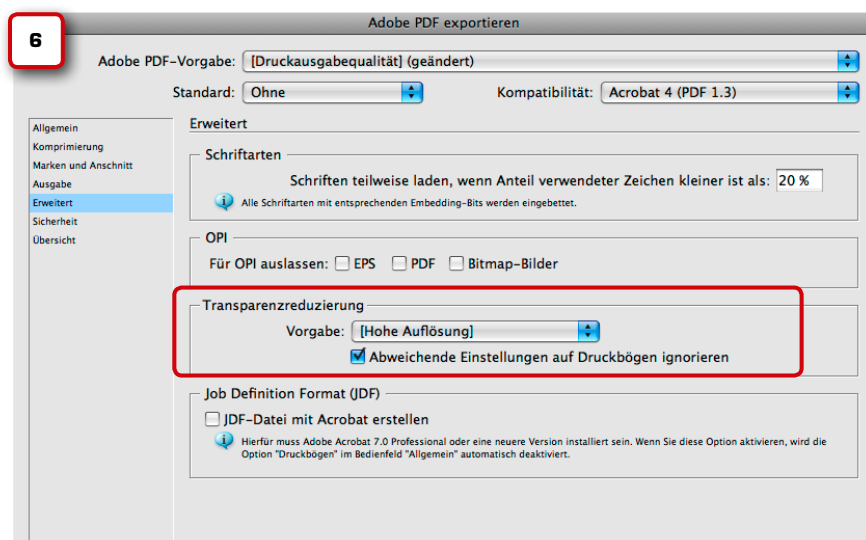 Adobe PDF exportieren
6
Adobe PDF-Vorgabe: [Druckausgabequalität] (geändert)
Standard: Ohne Kompatibilität: Acrobat 4 (PDF 1.3)
Allgemein
Komprimierung
Marken und Anschnitt
Ausgabe
Erweitert
Sicherheit
Übersicht
Erweitert
Schriftarten
Schriften teilweise laden, wenn Anteil verwendeter Zeichen kleiner ist als: 20 %
Alle Schriftarten mit entsprechenden Embedding-Bits werden eingebettet.
OPI
Für OPI auslassen: EPS PDF Bitmap-Bilder
Transparenzreduzierung
Vorgabe: [Hohe Auflösung]
Abweichende Einstellungen auf Druckbögen ignorieren
Job Definition Format (JDF)
JDF-Datei mit Acrobat erstellen
Hierfür muss Adobe Acrobat 7.0 Professional oder eine neuere Version installiert sein. Wenn Sie diese Option aktivieren, wird die
Option "Druckbögen" im Bedienfeld "Allgemein" automatisch deaktiviert.